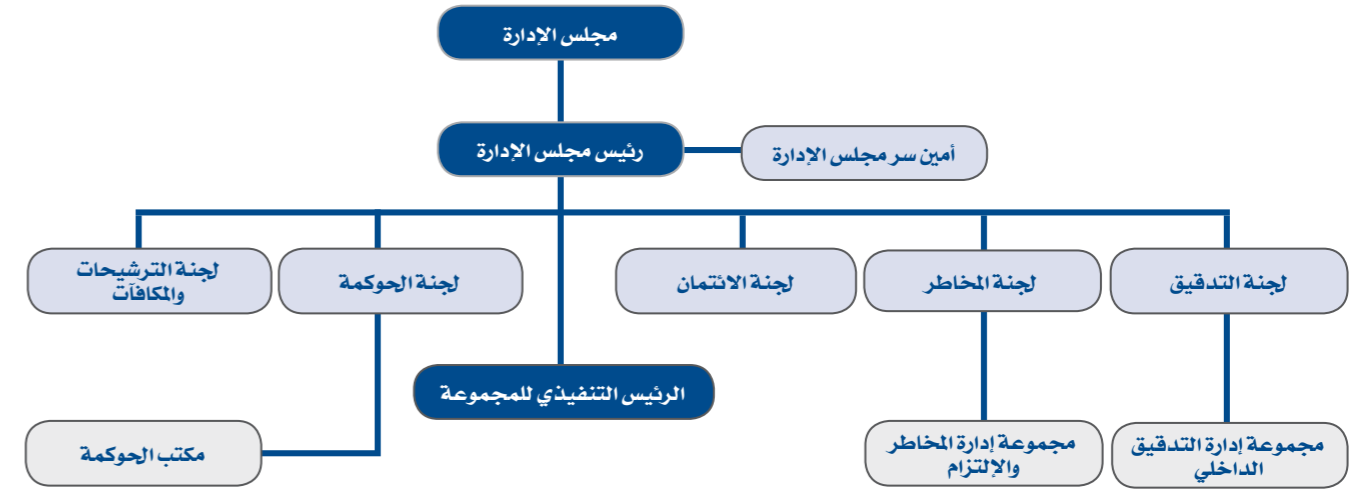 مجلس الإدارة
رئيس مجلس الإدارة
أمين سر مجلس الإدارة
لجنة التدقيق
لجنة المخاطر
لجنة الائتمان
لجنة الحوكمة
لجنة الترشيحات
والمكافآت
الرئيس التنفيذي للمجموعة
مجموعة إدارة التدقيق
الداخلي
مجموعة إدارة المخاطر
والإلتزام
مكتب الحوكمة